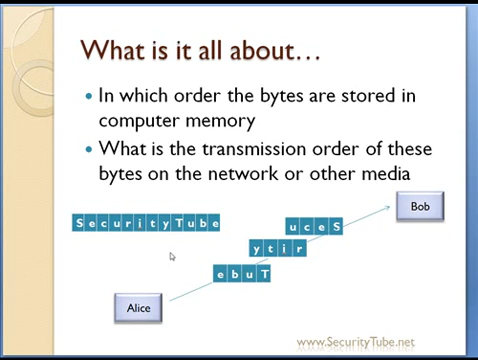 What is it all about...
In which order the bytes are stored in
computer memory
What is the transmission order of these
bytes on the network or other media
Bob
SecurityTube
uceS
ytir
ebuT
Alice
www.SecurityTube.net